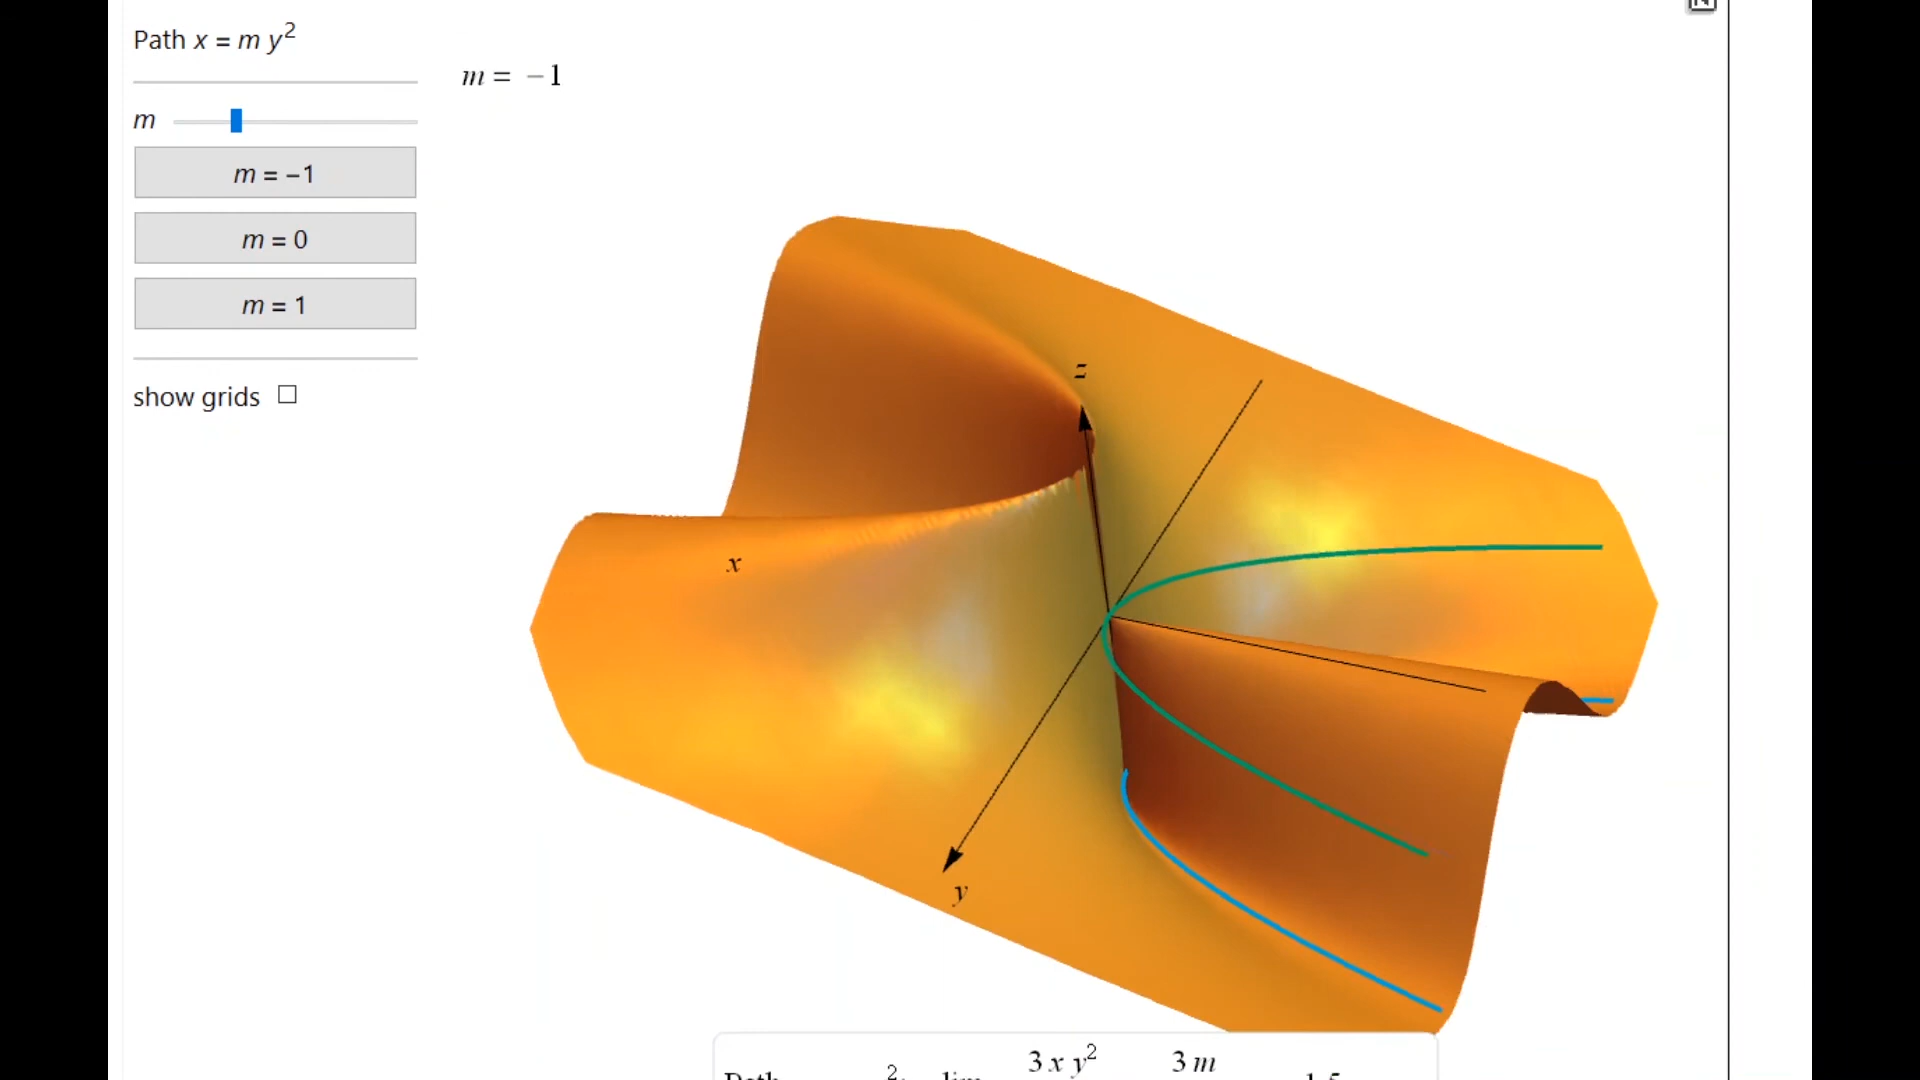 Path x = m y²
m = −1
m
m = −1
m = 0
m = 1
show grids
z
x
y
3 x y² 3 m